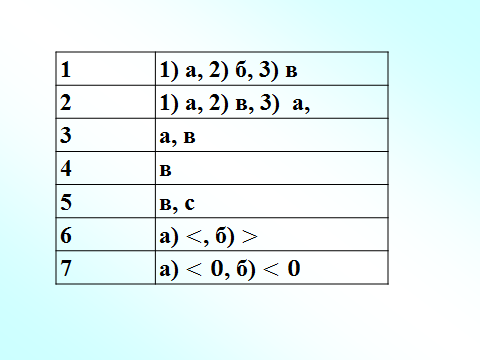 1 1) а, 2) б, 3) в
2 1) а, 2) в, 3) а,
3 а, в
4 в
5 в, с
6 а) <, б) >
7 а) < 0, б) < 0